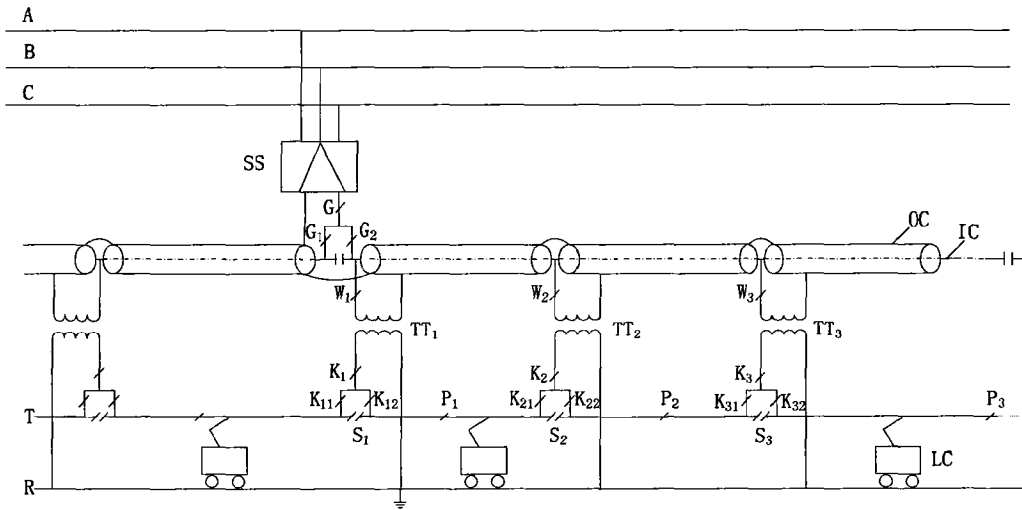 A
B
C
SS
G
G₁ G₂
OC
IC
W₁ W₂ W₃
TT₁ TT₂ TT₃
K₁ K₂ K₃
K₁₁ K₁₂ P₁ K₂₁ K₂₂ P₂ K₃₁ K₃₂ P₃
T
S₁ S₂ S₃
LC
R